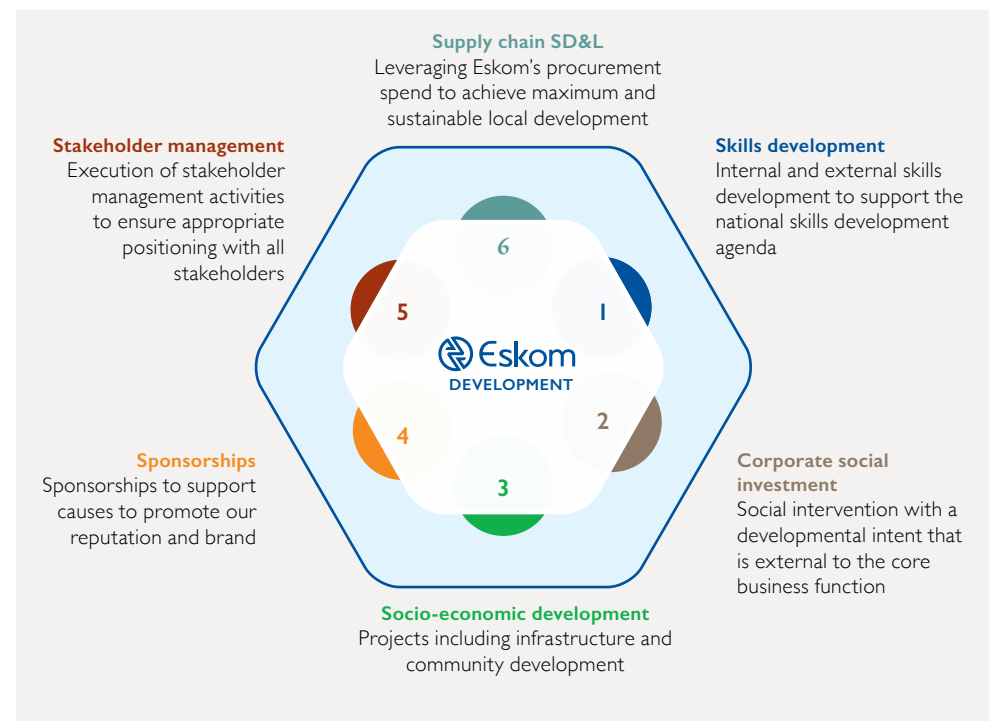 Supply chain SD&L
Leveraging Eskom's procurement
spend to achieve maximum and
sustainable local development
Stakeholder management
Execution of stakeholder
management activities
to ensure appropriate
positioning with all
stakeholders
Skills development
Internal and external skills
development to support the
national skills development
agenda
6
5
1
Eskom
DEVELOPMENT
4
2
3
Sponsorships
Sponsorships to support
causes to promote our
reputation and brand
Corporate social
investment
Social intervention with a
developmental intent that
is external to the core
business function
Socio-economic development
Projects including infrastructure and
community development